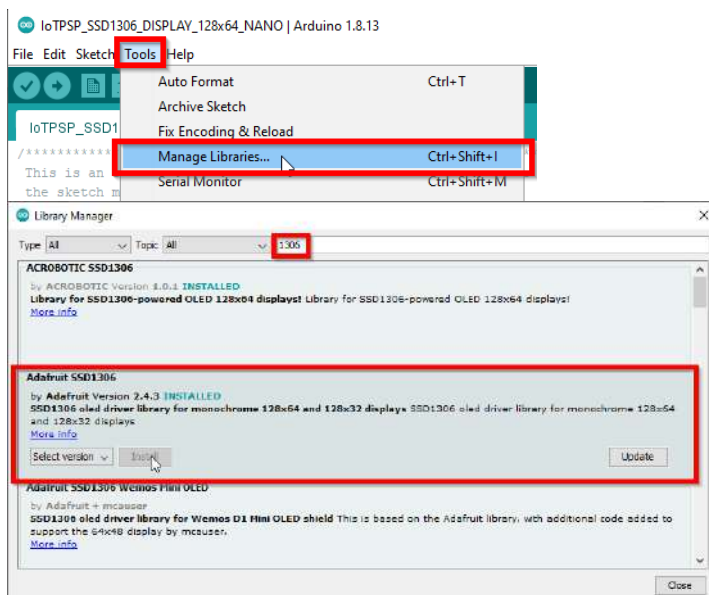 IoTPSP_SSD1306_DISPLAY_128x64_NANO | Arduino 1.8.13
File Edit Sketch Tools Help
Auto Format Ctrl+T
Archive Sketch
IoTPSP_SSD1
Fix Encoding & Reload
/************
Manage Libraries... Ctrl+Shift+I
This is an
Serial Monitor Ctrl+Shift+M
the sketch m
Library Manager
Type All Topic All 1306
ACROBOTIC SSD1306
by ACROBOTIC Version 1.0.1 INSTALLED
Library for SSD1306-powered OLED 128x64 displays! Library for SSD1306-powered OLED 128x64 displays!
More info
Adafruit SSD1306
by Adafruit Version 2.4.3 INSTALLED
SSD1306 oled driver library for monochrome 128x64 and 128x32 displays SSD1306 oled driver library for monochrome 128x64
and 128x32 displays
More info
Select version Install Update
Adafruit SSD1306 Wemos Mini OLED
by Adafruit + mcauser
SSD1306 oled driver library for Wemos D1 Mini OLED shield This is based on the Adafruit library, with additional code added to
support the 64x48 display by mcauser.
More info
Close